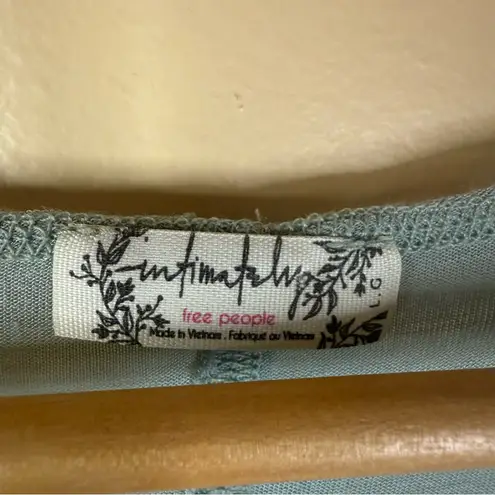 intimately
free people
Made in Vietnam . Fabriqué au Vietnam
L.G